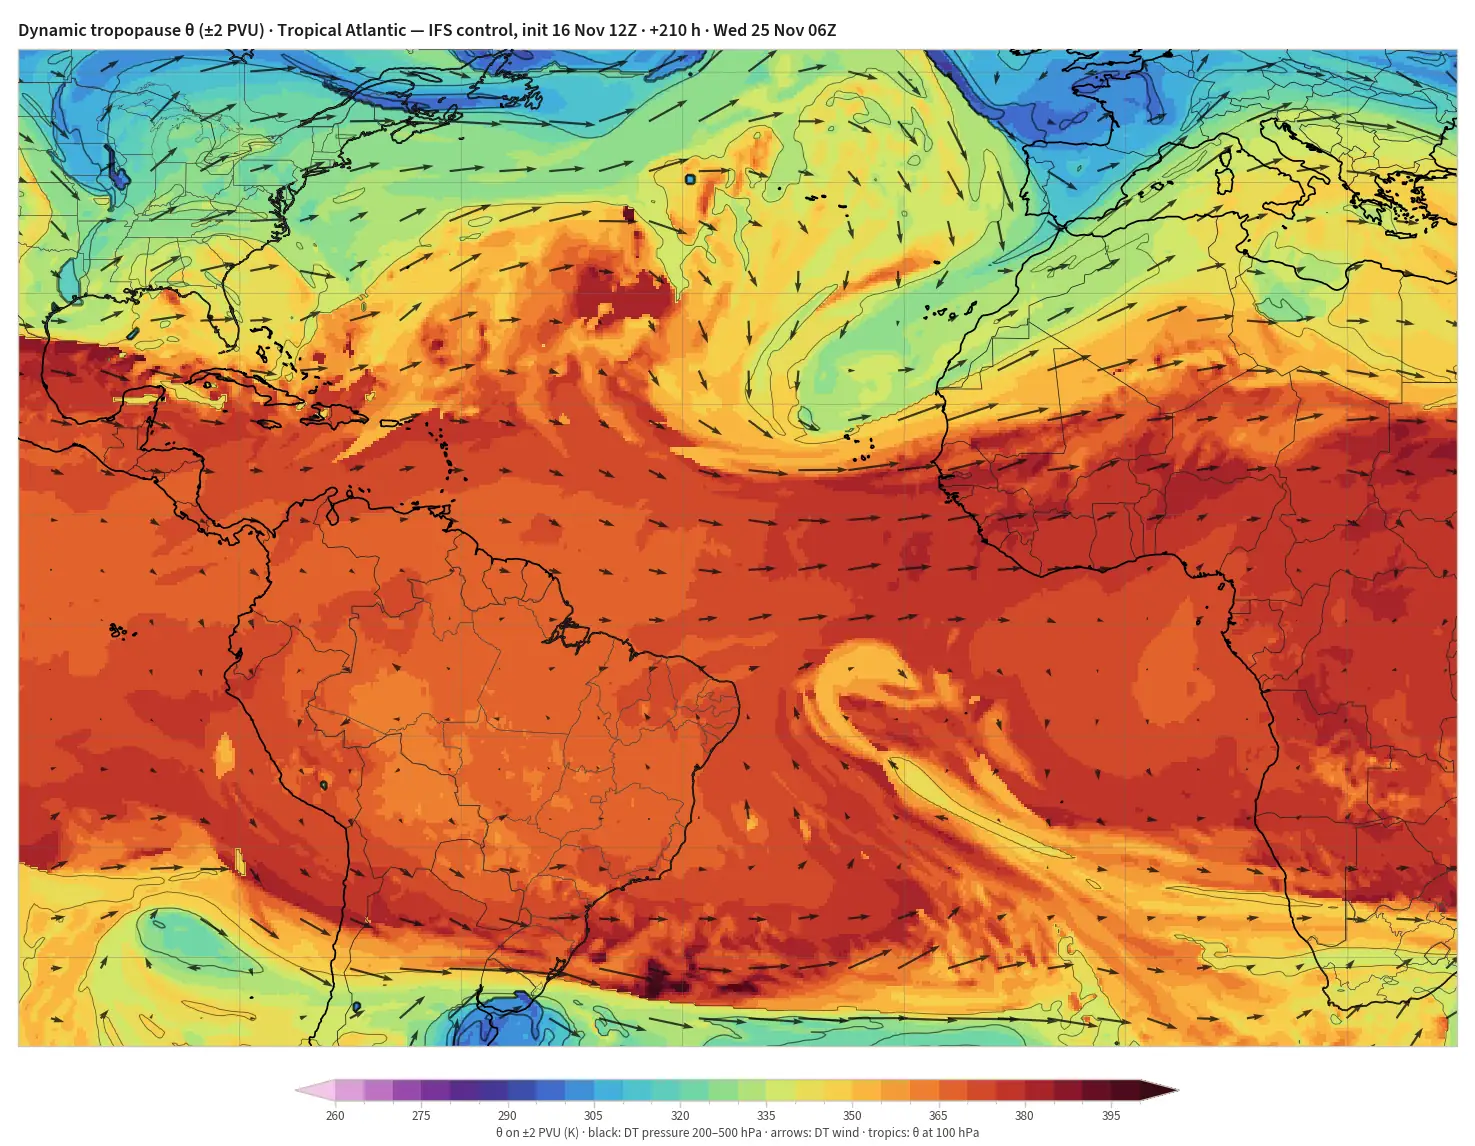 Dynamic tropopause θ (±2 PVU) · Tropical Atlantic — IFS control, init 16 Nov 12Z · +210 h · Wed 25 Nov 06Z
260 275 290 305 320 335 350 365 380 395
θ on ±2 PVU (K) · black: DT pressure 200–500 hPa · arrows: DT wind · tropics: θ at 100 hPa